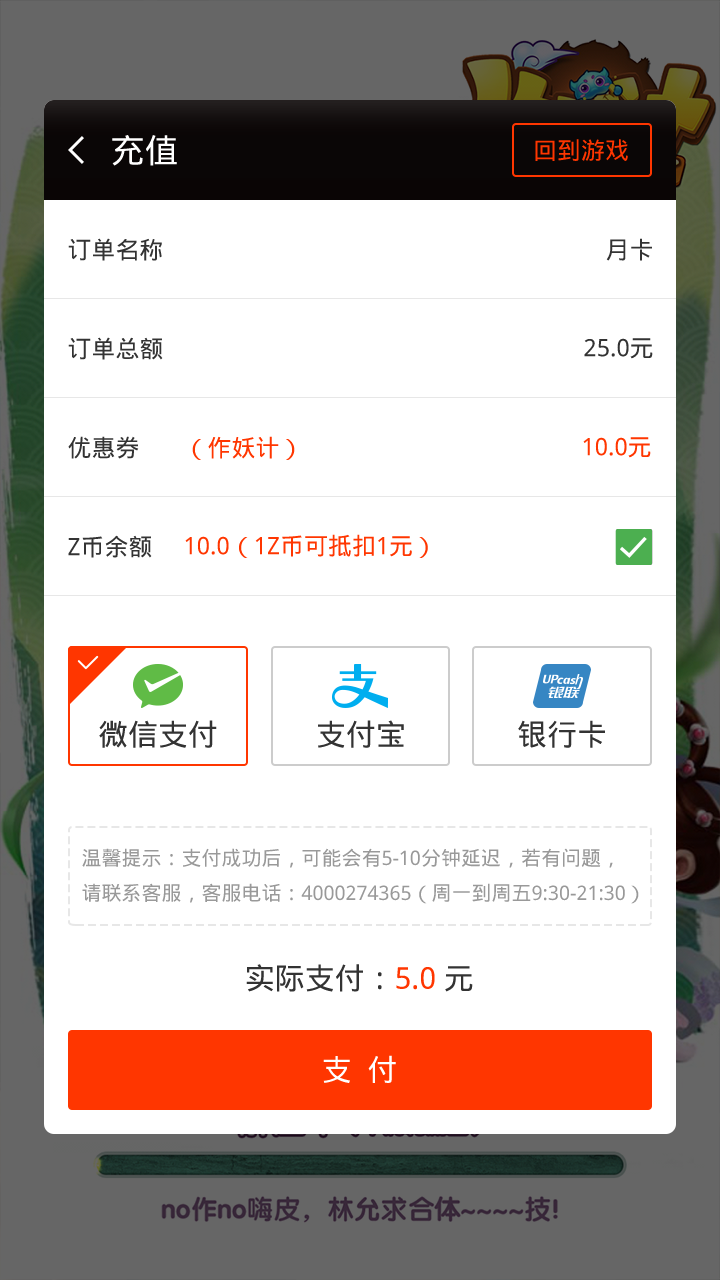 充值
回到游戏
订单名称 月卡
订单总额 25.0元
优惠券 （作妖计） 10.0元
Z币余额 10.0（1Z币可抵扣1元）
微信支付 支付宝 UPcash 银联 银行卡
温馨提示：支付成功后，可能会有5-10分钟延迟，若有问题，
请联系客服，客服电话：4000274365（周一到周五9:30-21:30）
实际支付：5.0 元
支 付
no作no嗨皮，林允求合体~~~~技!